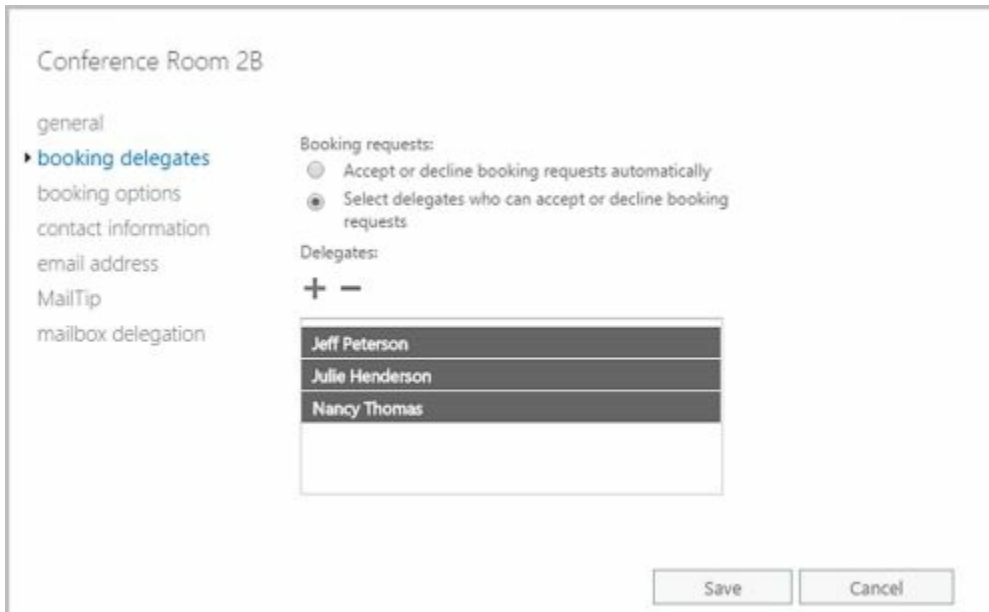 Conference Room 2B
general
booking delegates
booking options
contact information
email address
MailTip
mailbox delegation
Booking requests:
Accept or decline booking requests automatically
Select delegates who can accept or decline booking
requests
Delegates:
Jeff Peterson
Julie Henderson
Nancy Thomas
Save
Cancel